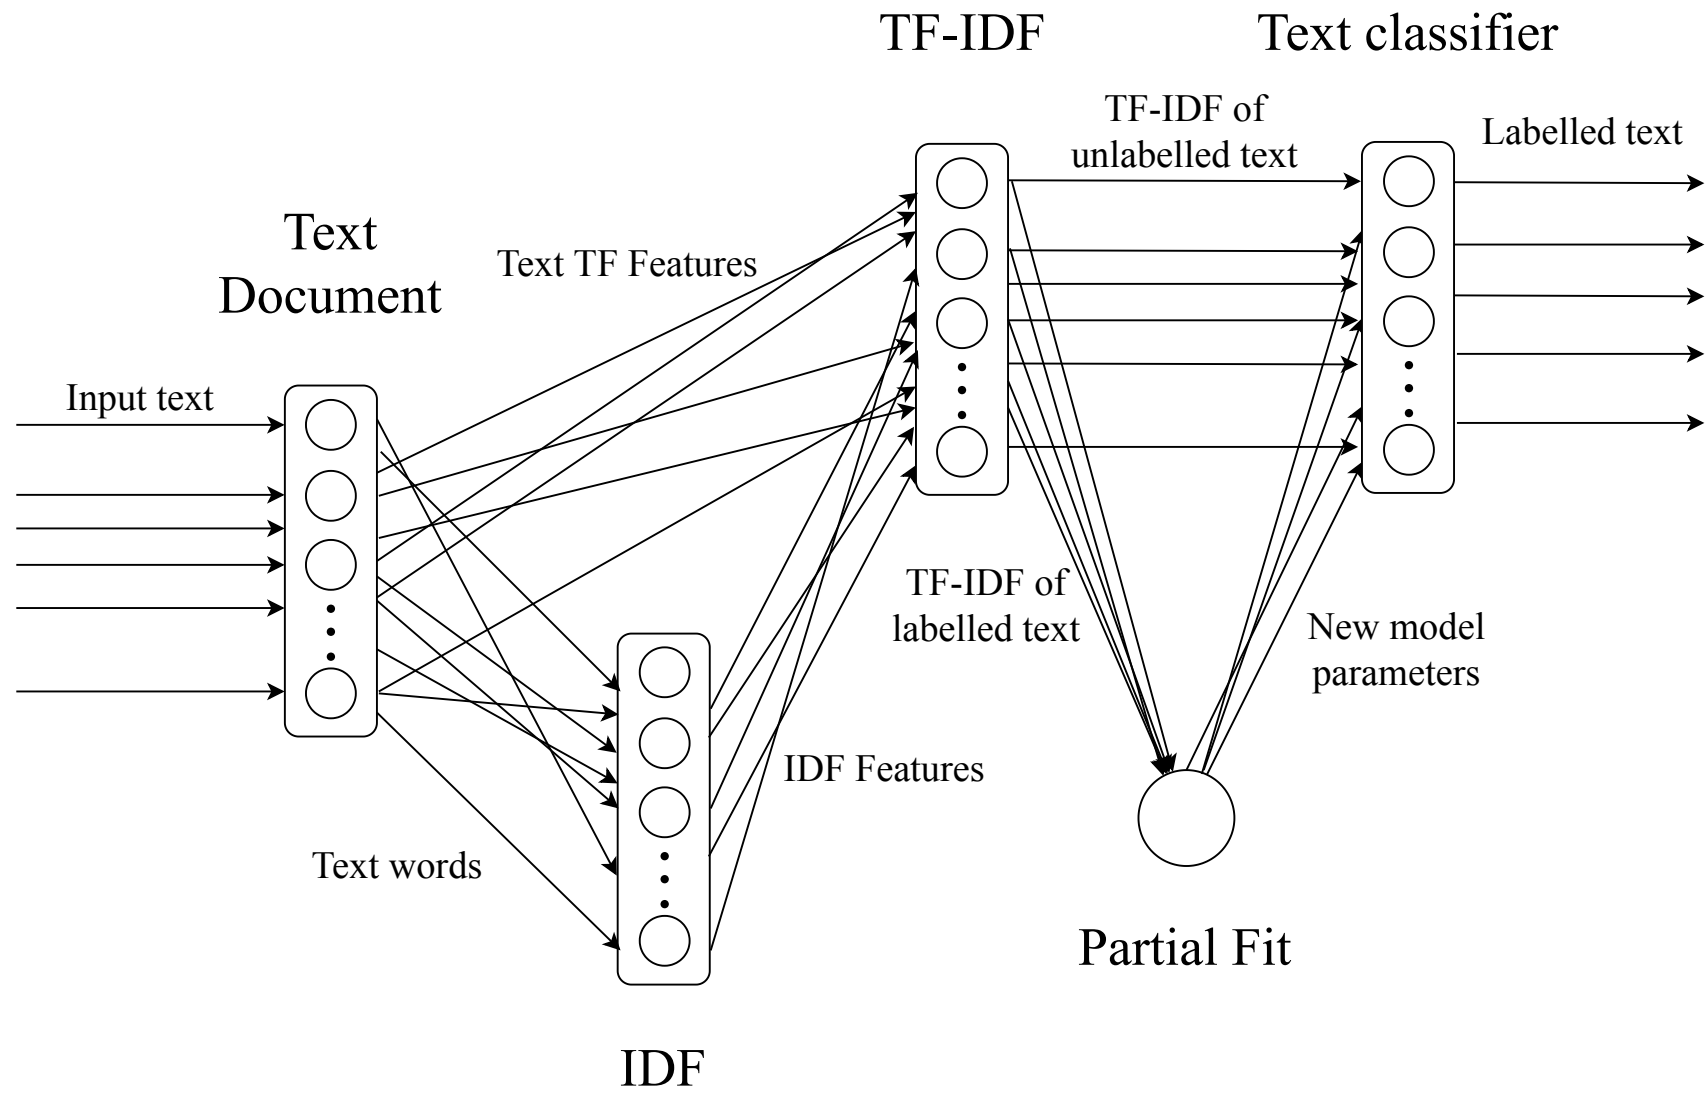 TF-IDF
Text classifier
TF-IDF of
unlabelled text
Labelled text
Text
Document
Text TF Features
Input text
TF-IDF of
labelled text
New model
parameters
IDF Features
Text words
Partial Fit
IDF